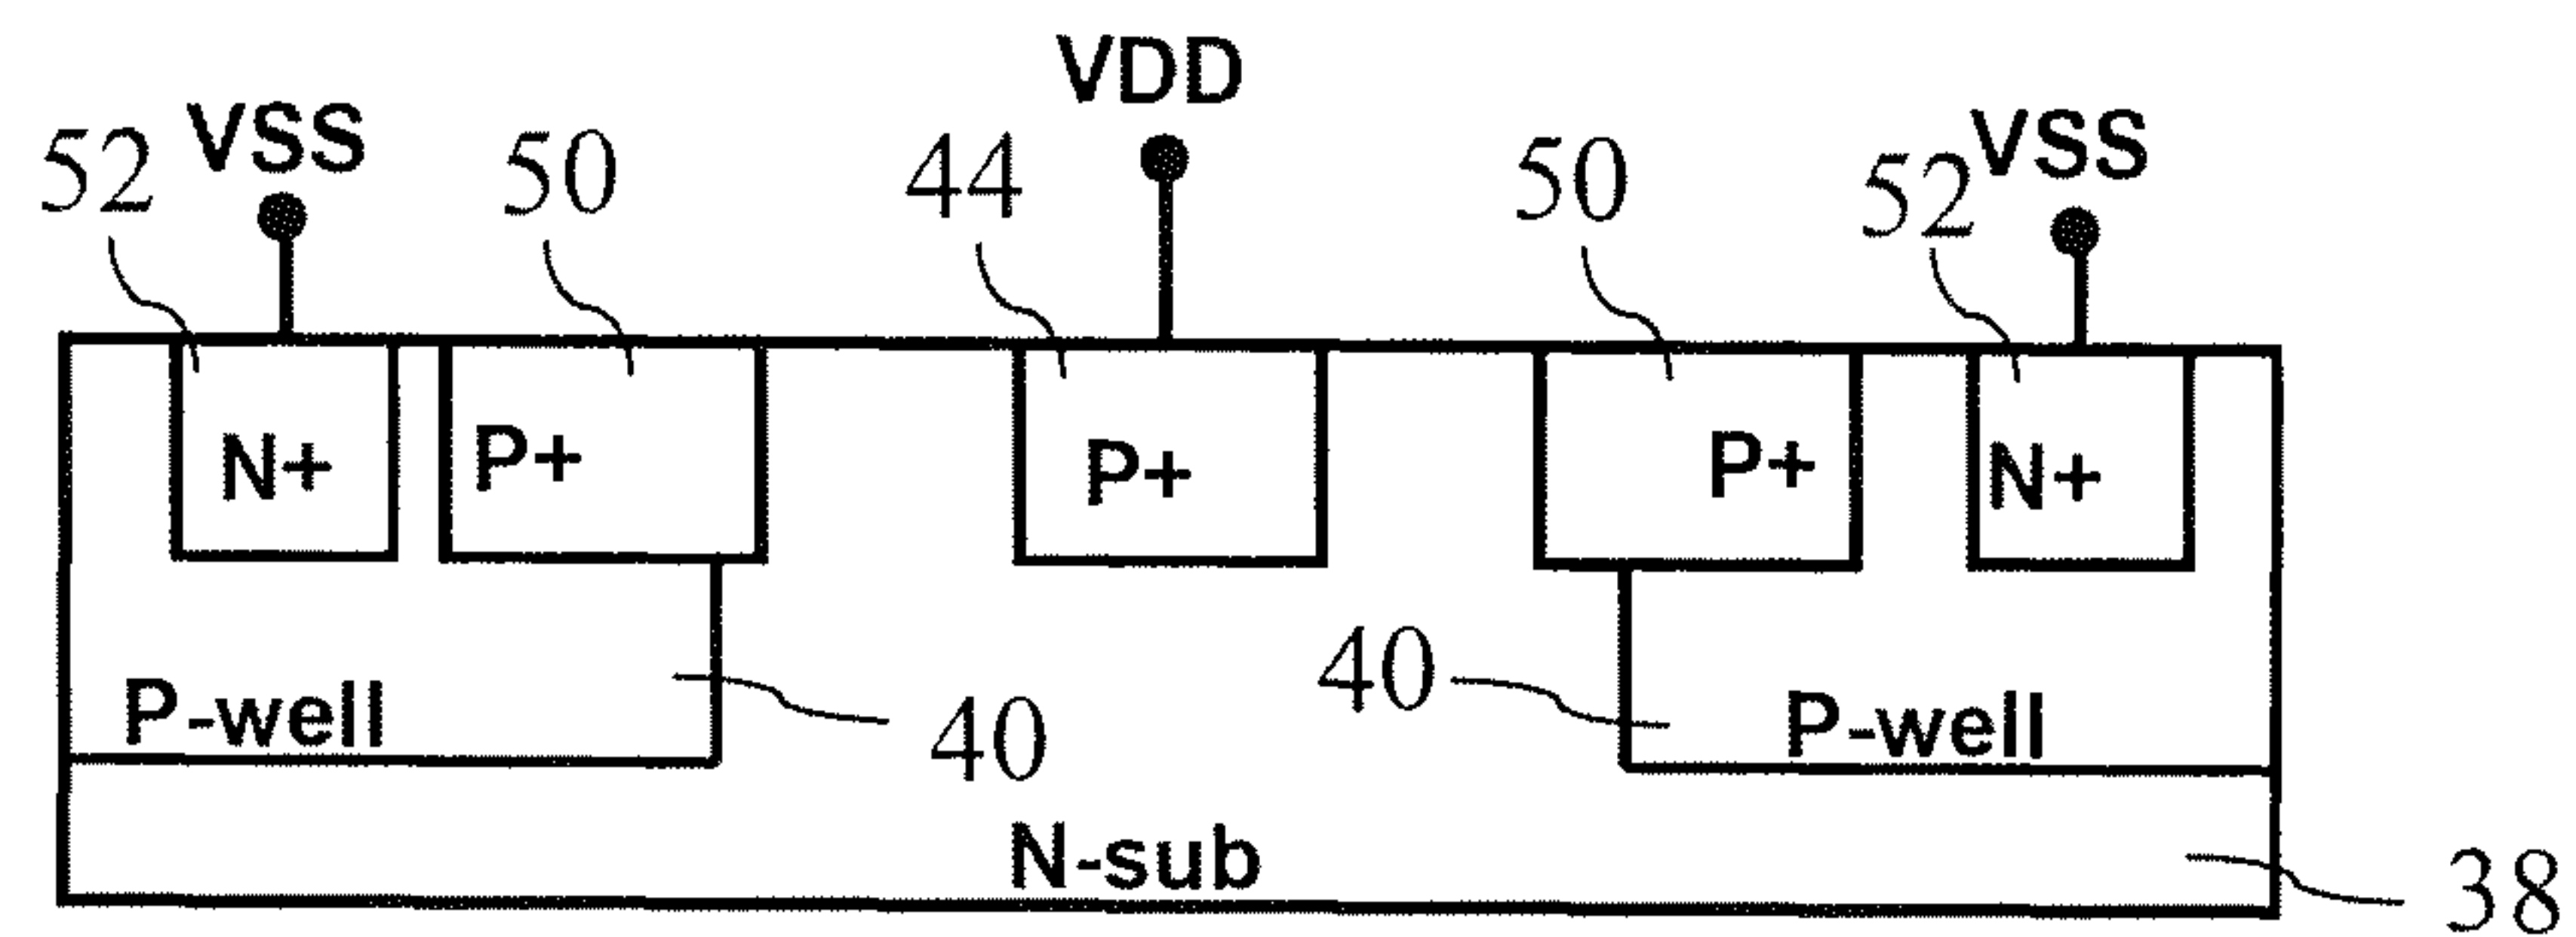 VDD
52 VSS 50 44 50 52 VSS
N+ P+ P+ P+ N+
P-well 40 40 P-well
N-sub
38